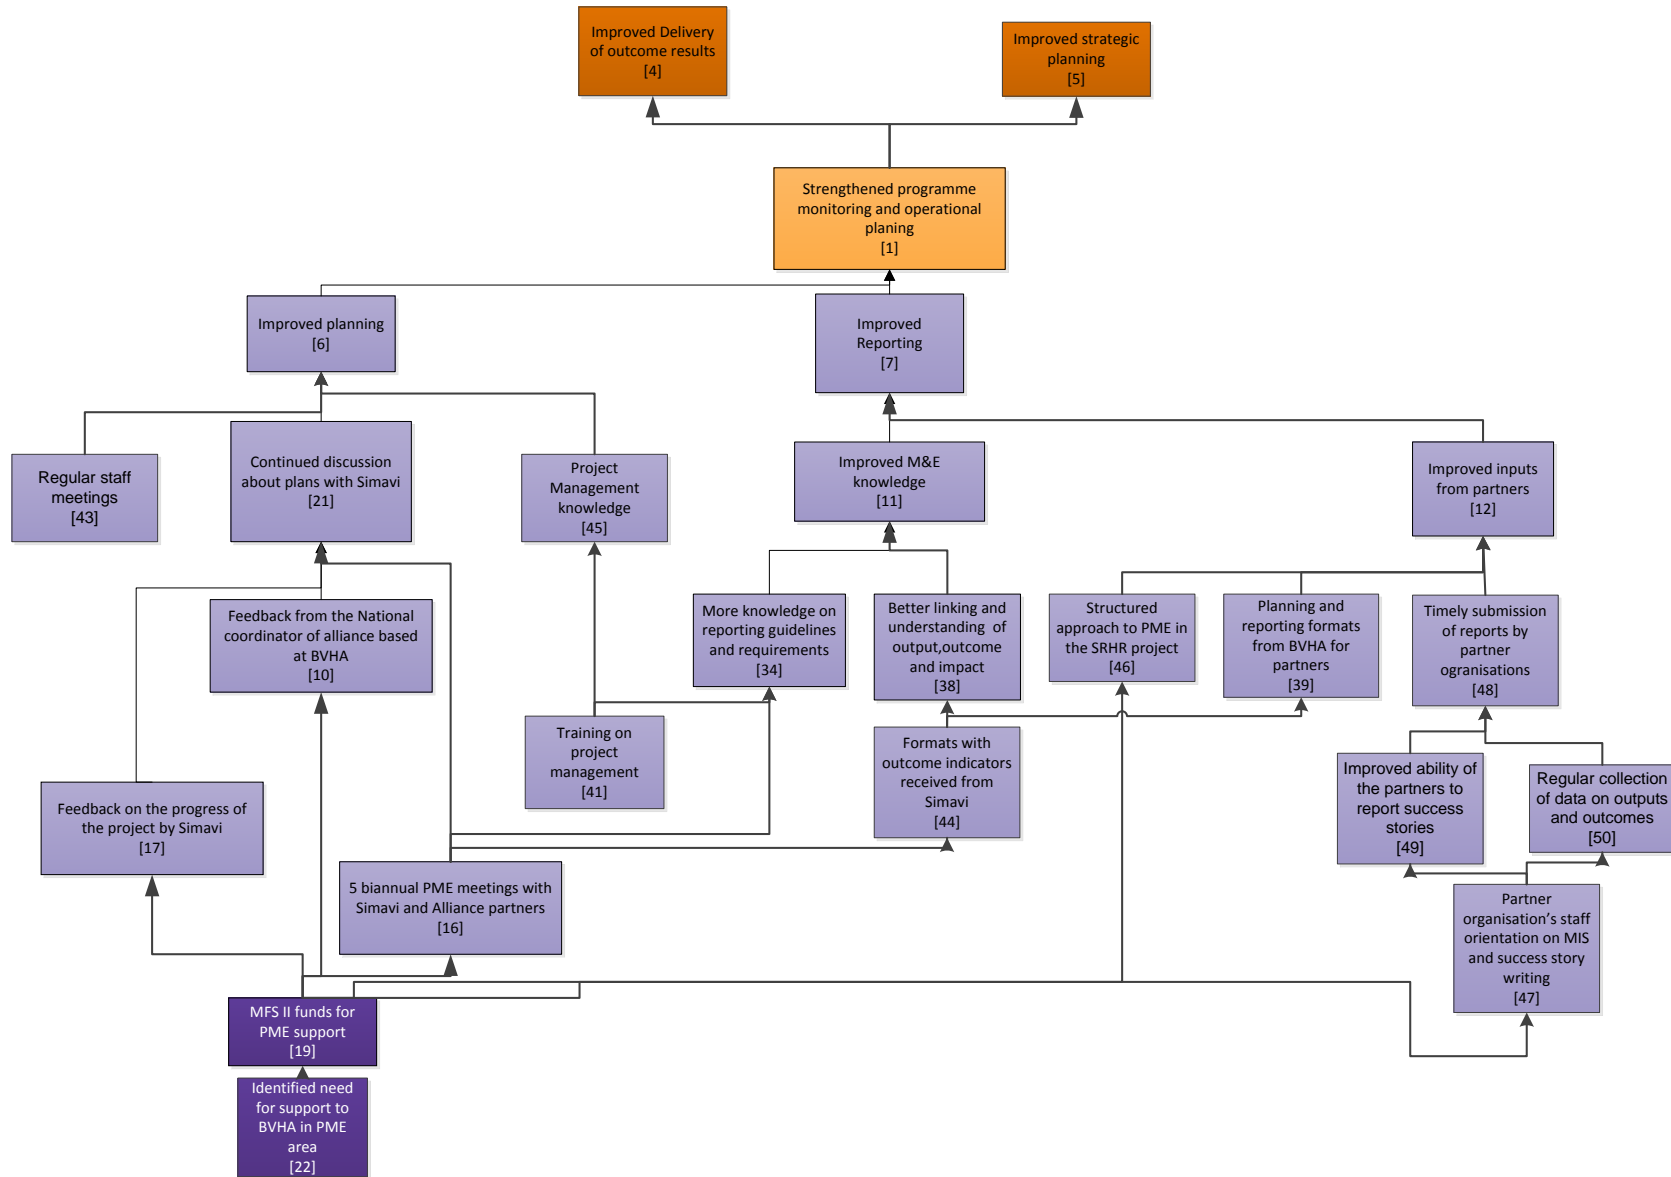 Improved Delivery
of outcome results
[4]
Improved strategic
planning
[5]
Strengthened programme
monitoring and operational
planing
[1]
Improved planning
[6]
Improved
Reporting
[7]
Regular staff
meetings
[43]
Continued discussion
about plans with Simavi
[21]
Project
Management
knowledge
[45]
Improved M&E
knowledge
[11]
Improved inputs
from partners
[12]
Feedback from the National
coordinator of alliance based
at BVHA
[10]
More knowledge on
reporting guidelines
and requirements
[34]
Better linking and
understanding of
output,outcome
and impact
[38]
Structured
approach to PME in
the SRHR project
[46]
Planning and
reporting formats
from BVHA for
partners
[39]
Timely submission
of reports by
partner
ogranisations
[48]
Training on
project
management
[41]
Formats with
outcome indicators
received from
Simavi
[44]
Improved ability of
the partners to
report success
stories
[49]
Regular collection
of data on outputs
and outcomes
[50]
Feedback on the progress of
the project by Simavi
[17]
5 biannual PME meetings with
Simavi and Alliance partners
[16]
Partner
organisation’s staff
orientation on MIS
and success story
writing
[47]
MFS II funds for
PME support
[19]
Identified need
for support to
BVHA in PME
area
[22]